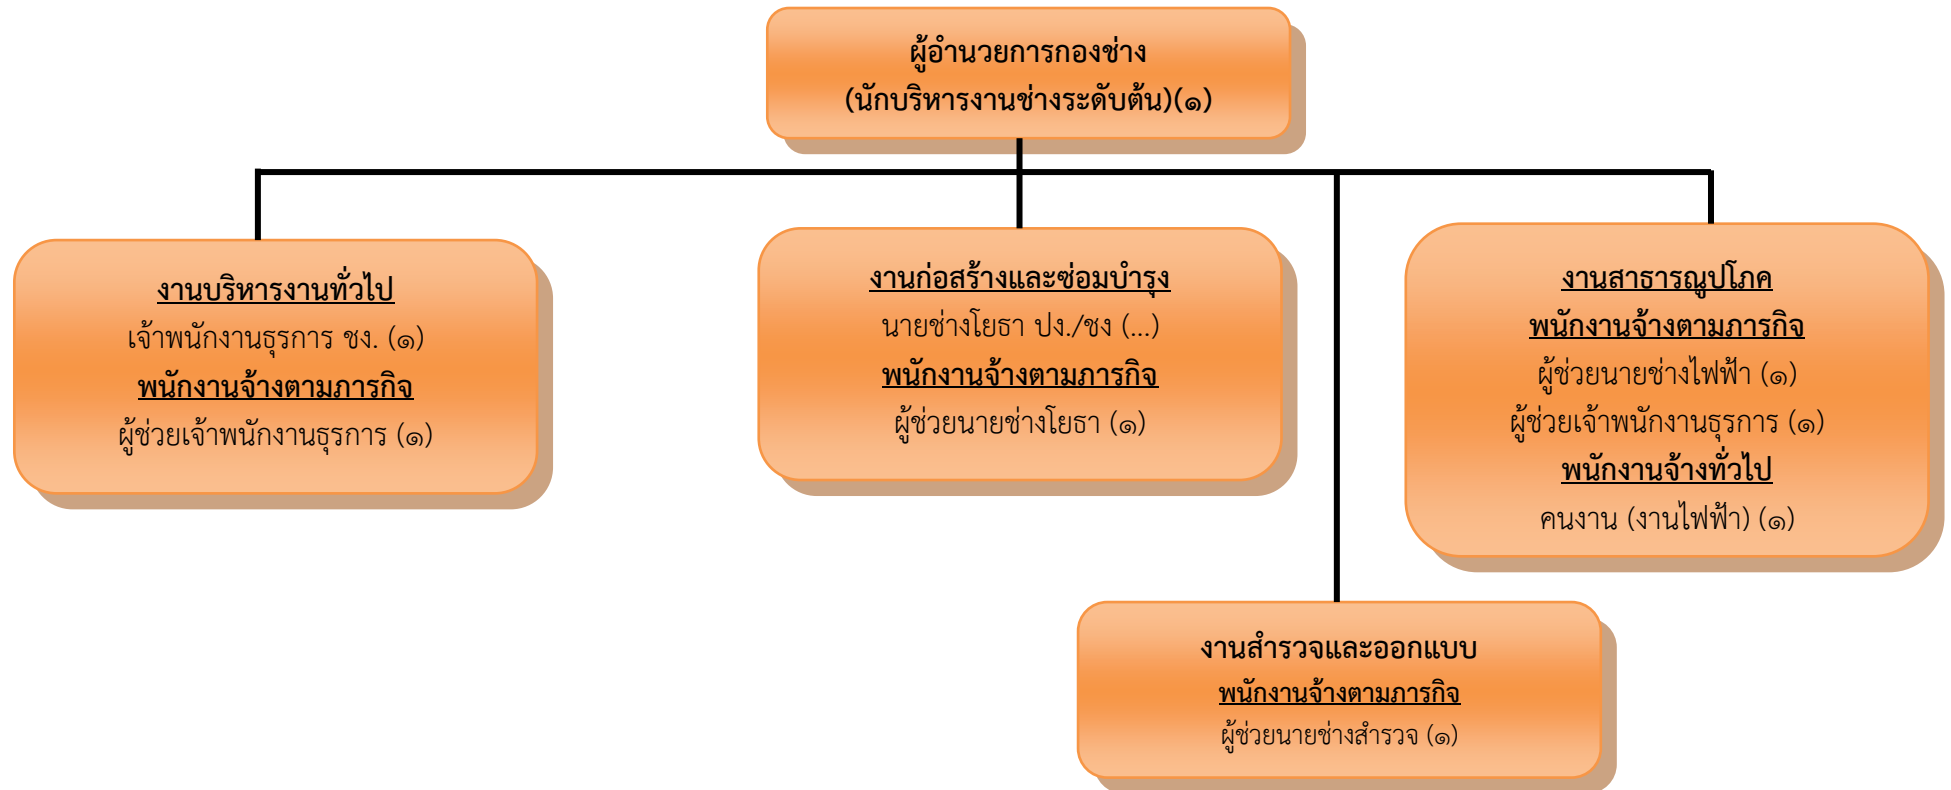 ผู้อำนวยการกองช่าง
(นักบริหารงานช่างระดับต้น)(๑)
งานบริหารงานทั่วไป
เจ้าพนักงานธุรการ ชง. (๑)
พนักงานจ้างตามภารกิจ
ผู้ช่วยเจ้าพนักงานธุรการ (๑)
งานก่อสร้างและซ่อมบำรุง
นายช่างโยธา ปง./ชง (...)
พนักงานจ้างตามภารกิจ
ผู้ช่วยนายช่างโยธา (๑)
งานสาธารณูปโภค
พนักงานจ้างตามภารกิจ
ผู้ช่วยนายช่างไฟฟ้า (๑)
ผู้ช่วยเจ้าพนักงานธุรการ (๑)
พนักงานจ้างทั่วไป
คนงาน (งานไฟฟ้า) (๑)
งานสำรวจและออกแบบ
พนักงานจ้างตามภารกิจ
ผู้ช่วยนายช่างสำรวจ (๑)